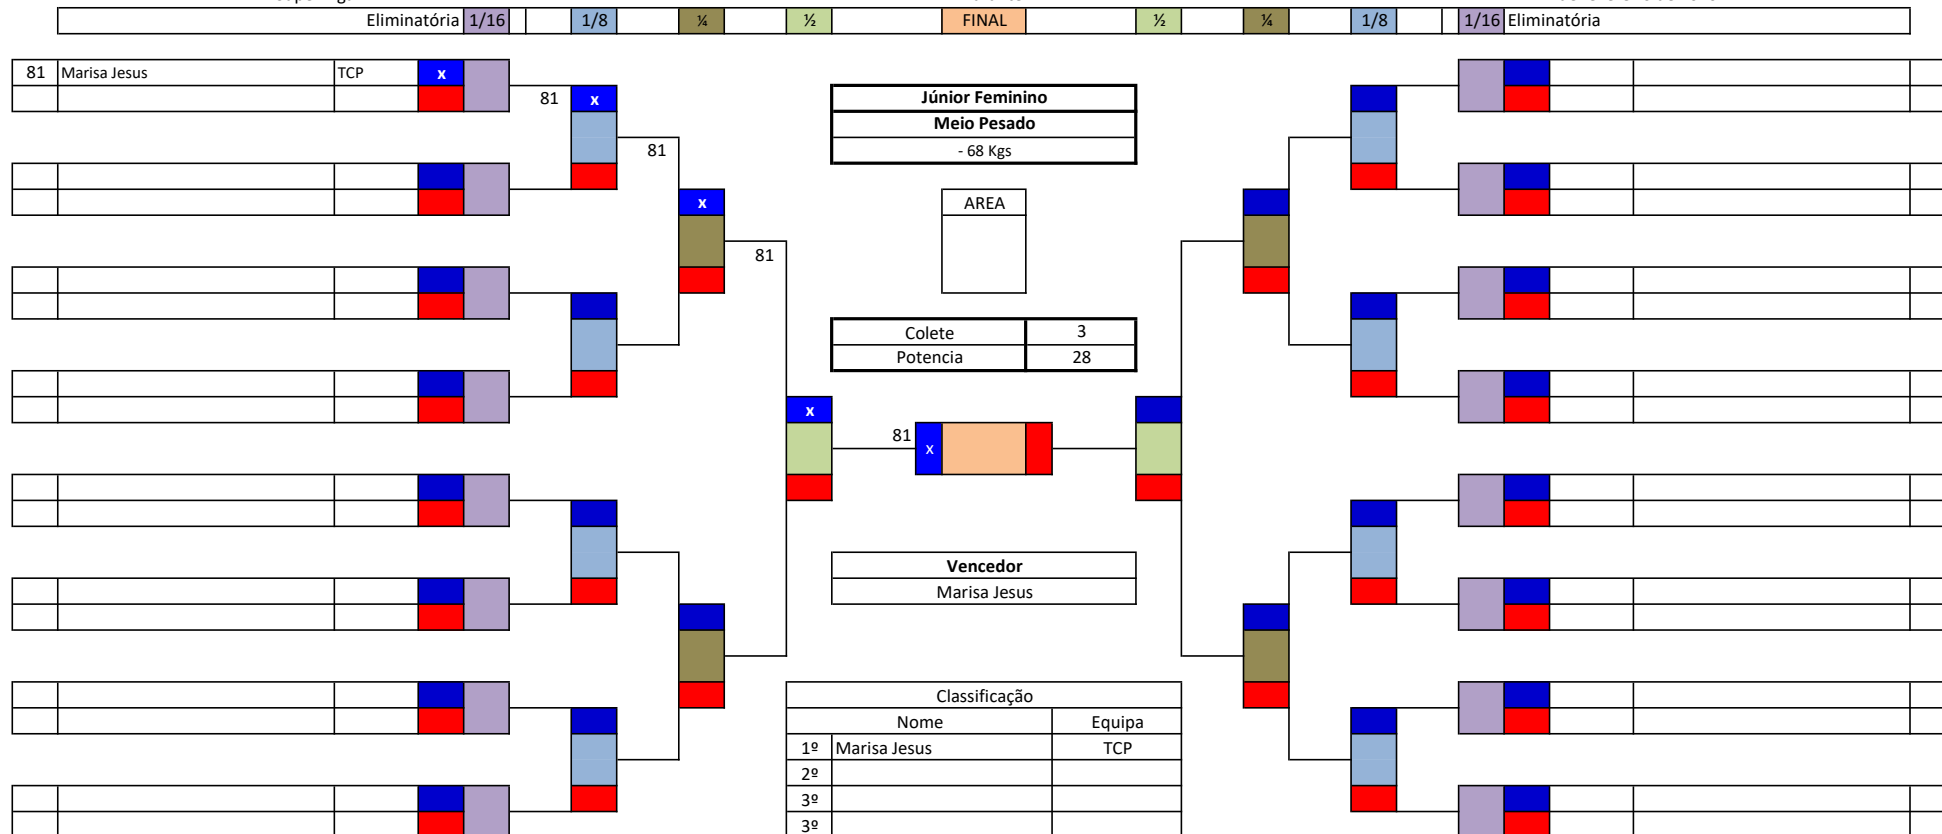 Eliminatória 1/16 1/8 ¼ ½ FINAL ½ ¼ 1/8 1/16 Eliminatória
81 Marisa Jesus TCP x
81 x
Júnior Feminino
Meio Pesado
- 68 Kgs
81
x
AREA
81
Colete 3
Potencia 28
x
81 x
Vencedor
Marisa Jesus
Classificação
Nome Equipa
1º Marisa Jesus TCP
2º
3º
3º